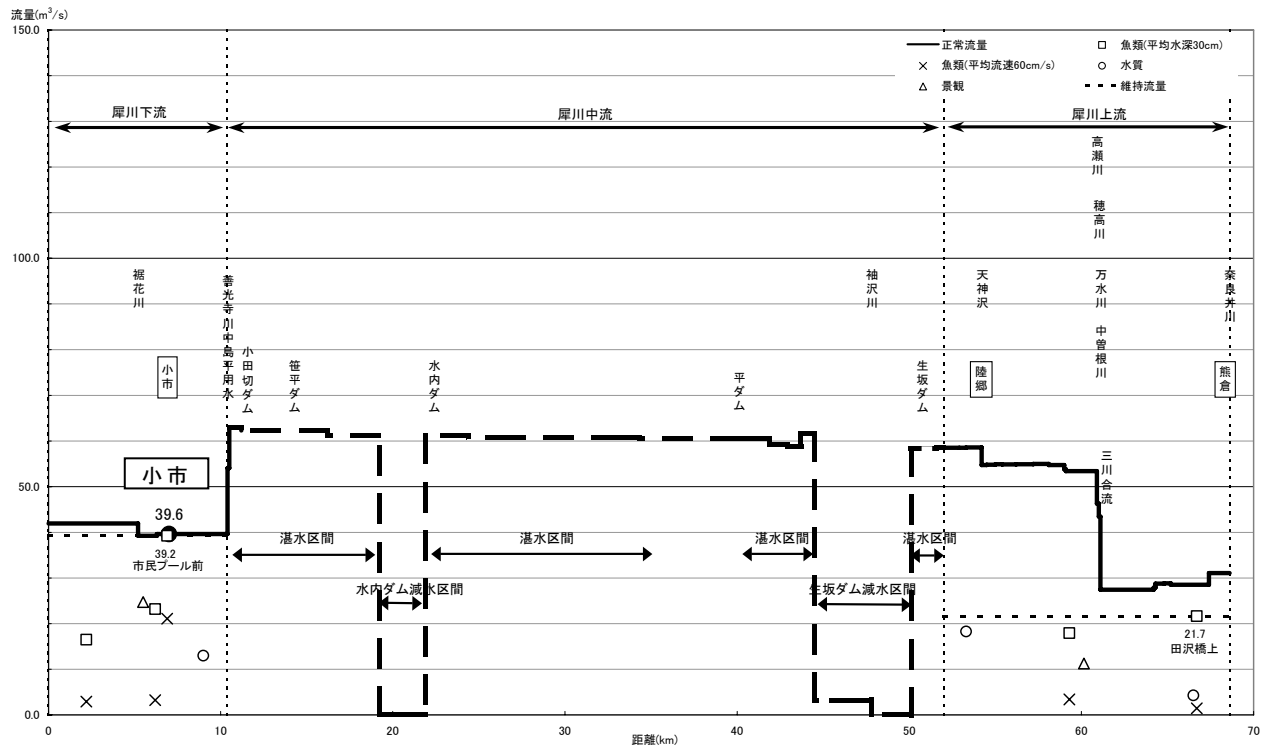 流量(m³/s)
150.0
100.0
50.0
0.0
正常流量
魚類(平均水深30cm)
魚類(平均流速60cm/s)
水質
景観
維持流量
犀川下流
犀川中流
犀川上流
高瀬川
穂高川
裾花川
善光寺川中島平用水
袖沢川
天神沢
万水川
奈良井川
中曽根川
小市
小田切ダム
笹平ダム
水内ダム
平ダム
生坂ダム
陸郷
熊倉
三川合流
小市
39.6
39.2
市民プール前
湛水区間
湛水区間
湛水区間
湛水区間
水内ダム減水区間
生坂ダム減水区間
21.7
田沢橋上
0
10
20
30
40
50
60
70
距離(km)